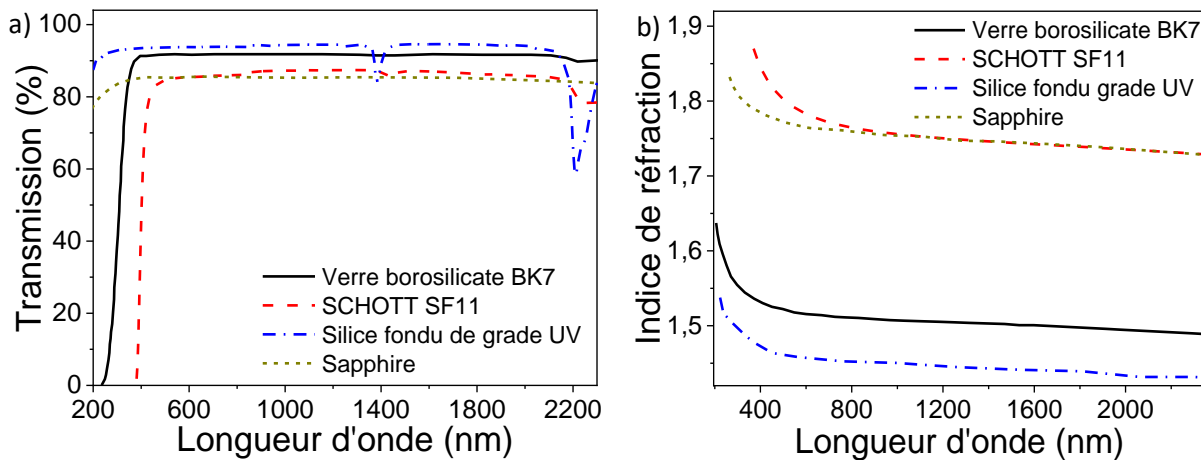 a)
100
80
60
40
20
0
Transmission (%)
Verre borosilicate BK7
SCHOTT SF11
Silice fondu de grade UV
Sapphire
200 600 1000 1400 1800 2200
Longueur d'onde (nm)
b)
1,9
1,8
1,7
1,6
1,5
Indice de réfraction
Verre borosilicate BK7
SCHOTT SF11
Silice fondu grade UV
Sapphire
400 800 1200 1600 2000
Longueur d'onde (nm)